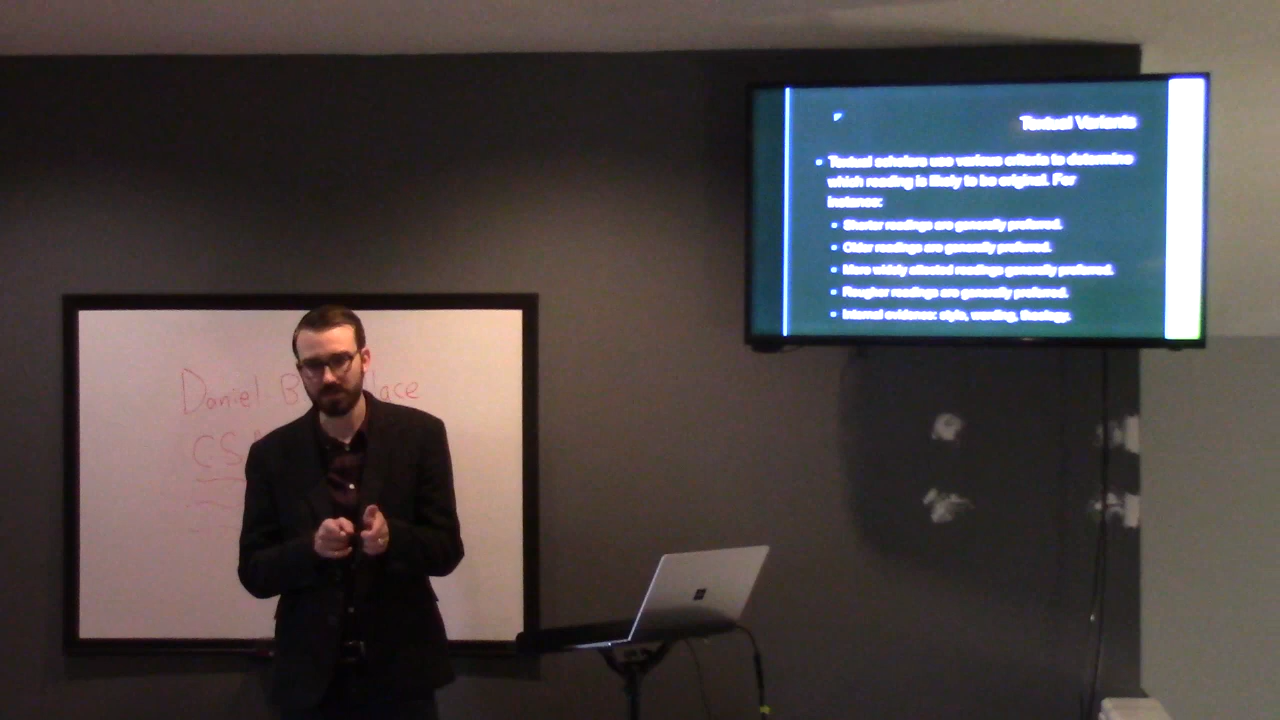 Textual Variants
Textual scholars use various criteria to determine
which reading is likely to be original. For
instance:
Shorter readings are generally preferred.
Older readings are generally preferred.
More widely attested readings generally preferred.
Rougher readings are generally preferred.
Internal evidence: style, wording, theology.
Daniel B lace
CS